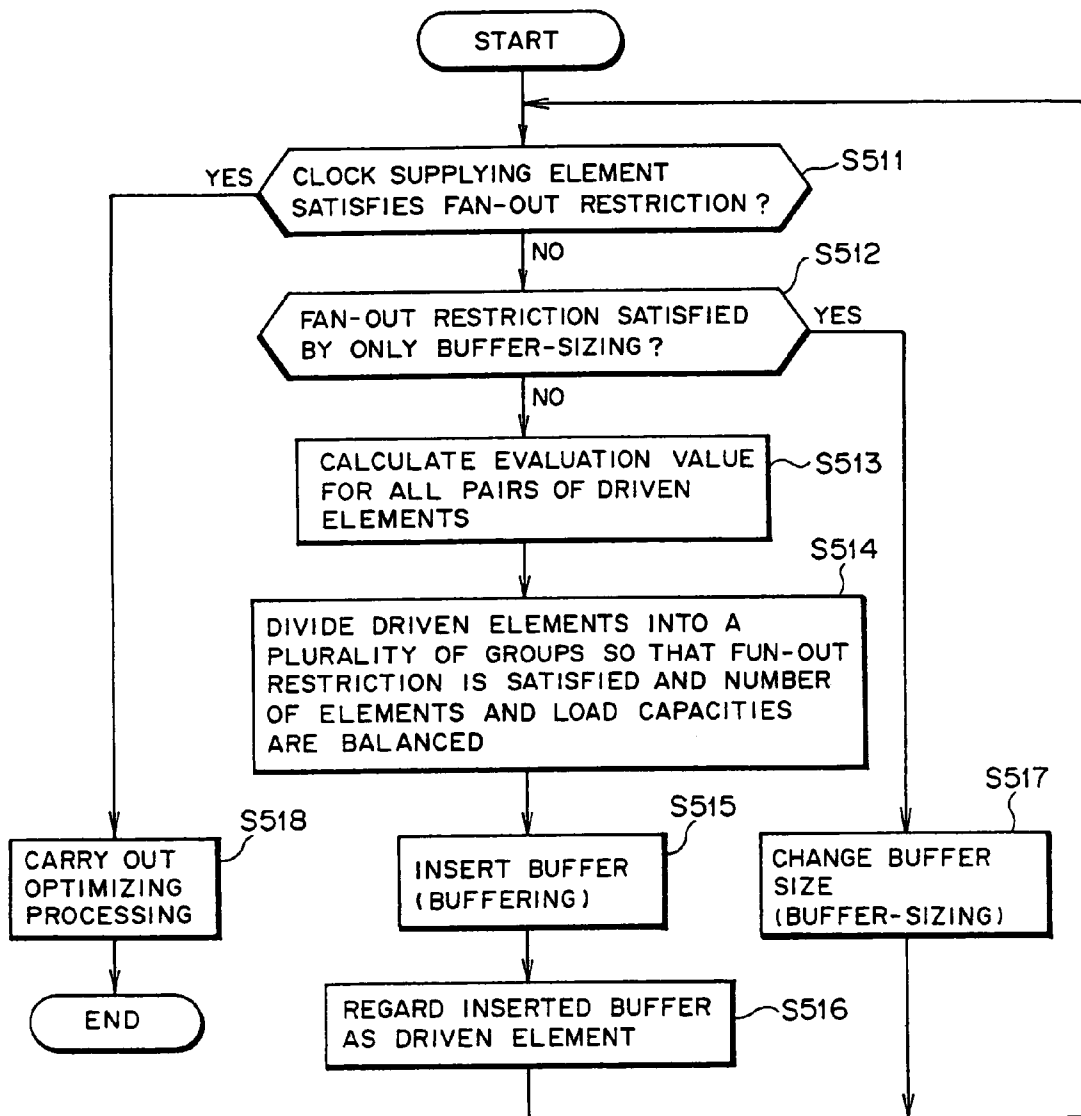 START
S511
YES
CLOCK SUPPLYING ELEMENT
SATISFIES FAN-OUT RESTRICTION?
NO
S512
FAN-OUT RESTRICTION SATISFIED
BY ONLY BUFFER-SIZING?
YES
NO
S513
CALCULATE EVALUATION VALUE
FOR ALL PAIRS OF DRIVEN
ELEMENTS
S514
DIVIDE DRIVEN ELEMENTS INTO A
PLURALITY OF GROUPS SO THAT FUN-OUT
RESTRICTION IS SATISFIED AND NUMBER
OF ELEMENTS AND LOAD CAPACITIES
ARE BALANCED
S518
CARRY OUT
OPTIMIZING
PROCESSING
S515
INSERT BUFFER
(BUFFERING)
S517
CHANGE BUFFER
SIZE
(BUFFER-SIZING)
END
S516
REGARD INSERTED BUFFER
AS DRIVEN ELEMENT